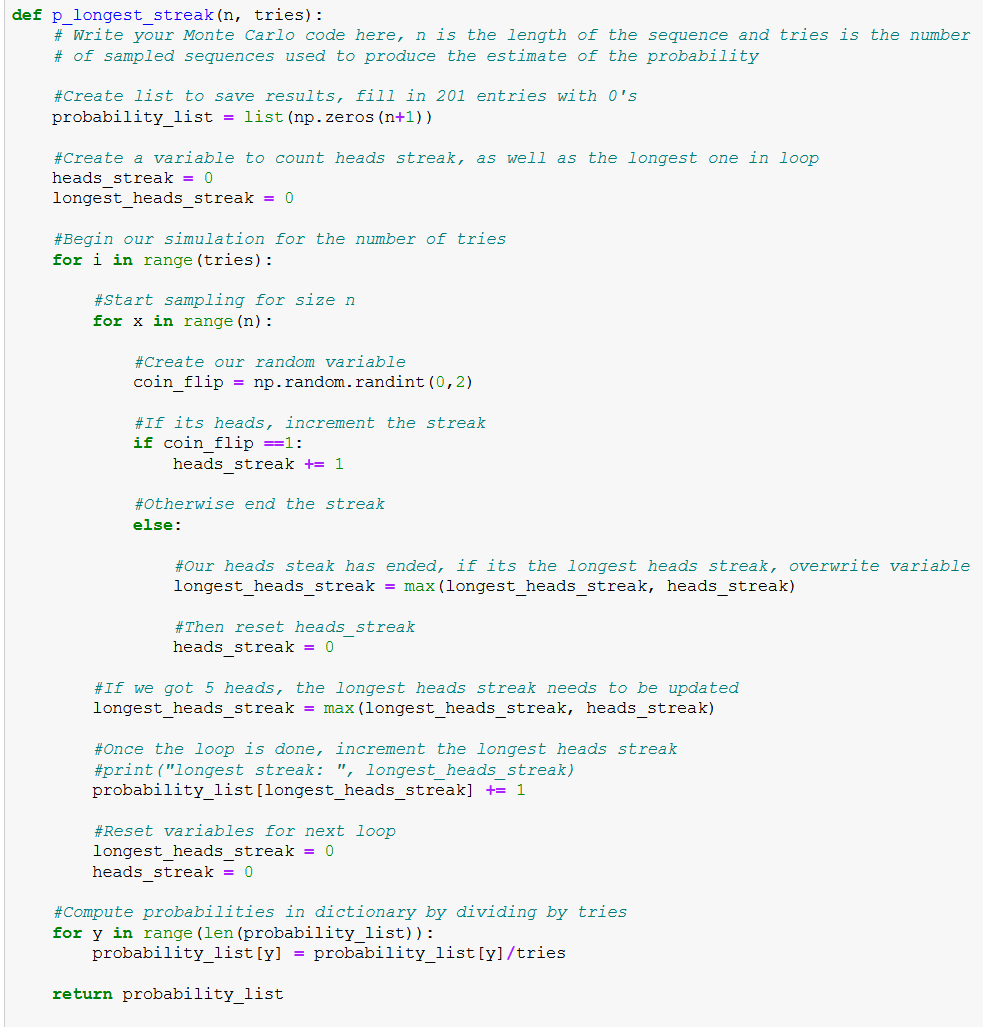 def p_longest_streak(n, tries):
    # Write your Monte Carlo code here, n is the length of the sequence and tries is the number
    # of sampled sequences used to produce the estimate of the probability
    #Create list to save results, fill in 201 entries with 0's
    probability_list = list(np.zeros(n+1))
    #Create a variable to count heads streak, as well as the longest one in loop
    heads_streak = 0
    longest_heads_streak = 0
    #Begin our simulation for the number of tries
    for i in range(tries):
        #Start sampling for size n
        for x in range(n):
            #Create our random variable
            coin_flip = np.random.randint(0,2)
            #If its heads, increment the streak
            if coin_flip ==1:
                heads_streak += 1
            #Otherwise end the streak
            else:
                #Our heads steak has ended, if its the longest heads streak, overwrite variable
                longest_heads_streak = max(longest_heads_streak, heads_streak)
                #Then reset heads_streak
                heads_streak = 0
        #If we got 5 heads, the longest heads streak needs to be updated
        longest_heads_streak = max(longest_heads_streak, heads_streak)
        #Once the loop is done, increment the longest heads streak
        #print("longest streak: ", longest_heads_streak)
        probability_list[longest_heads_streak] += 1
        #Reset variables for next loop
        longest_heads_streak = 0
        heads_streak = 0
    #Compute probabilities in dictionary by dividing by tries
    for y in range(len(probability_list)):
        probability_list[y] = probability_list[y]/tries
    return probability_list